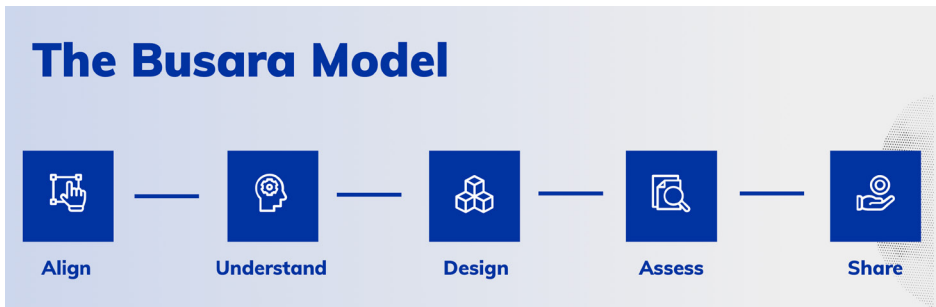 The Busara Model
Align
Understand
Design
Assess
Share